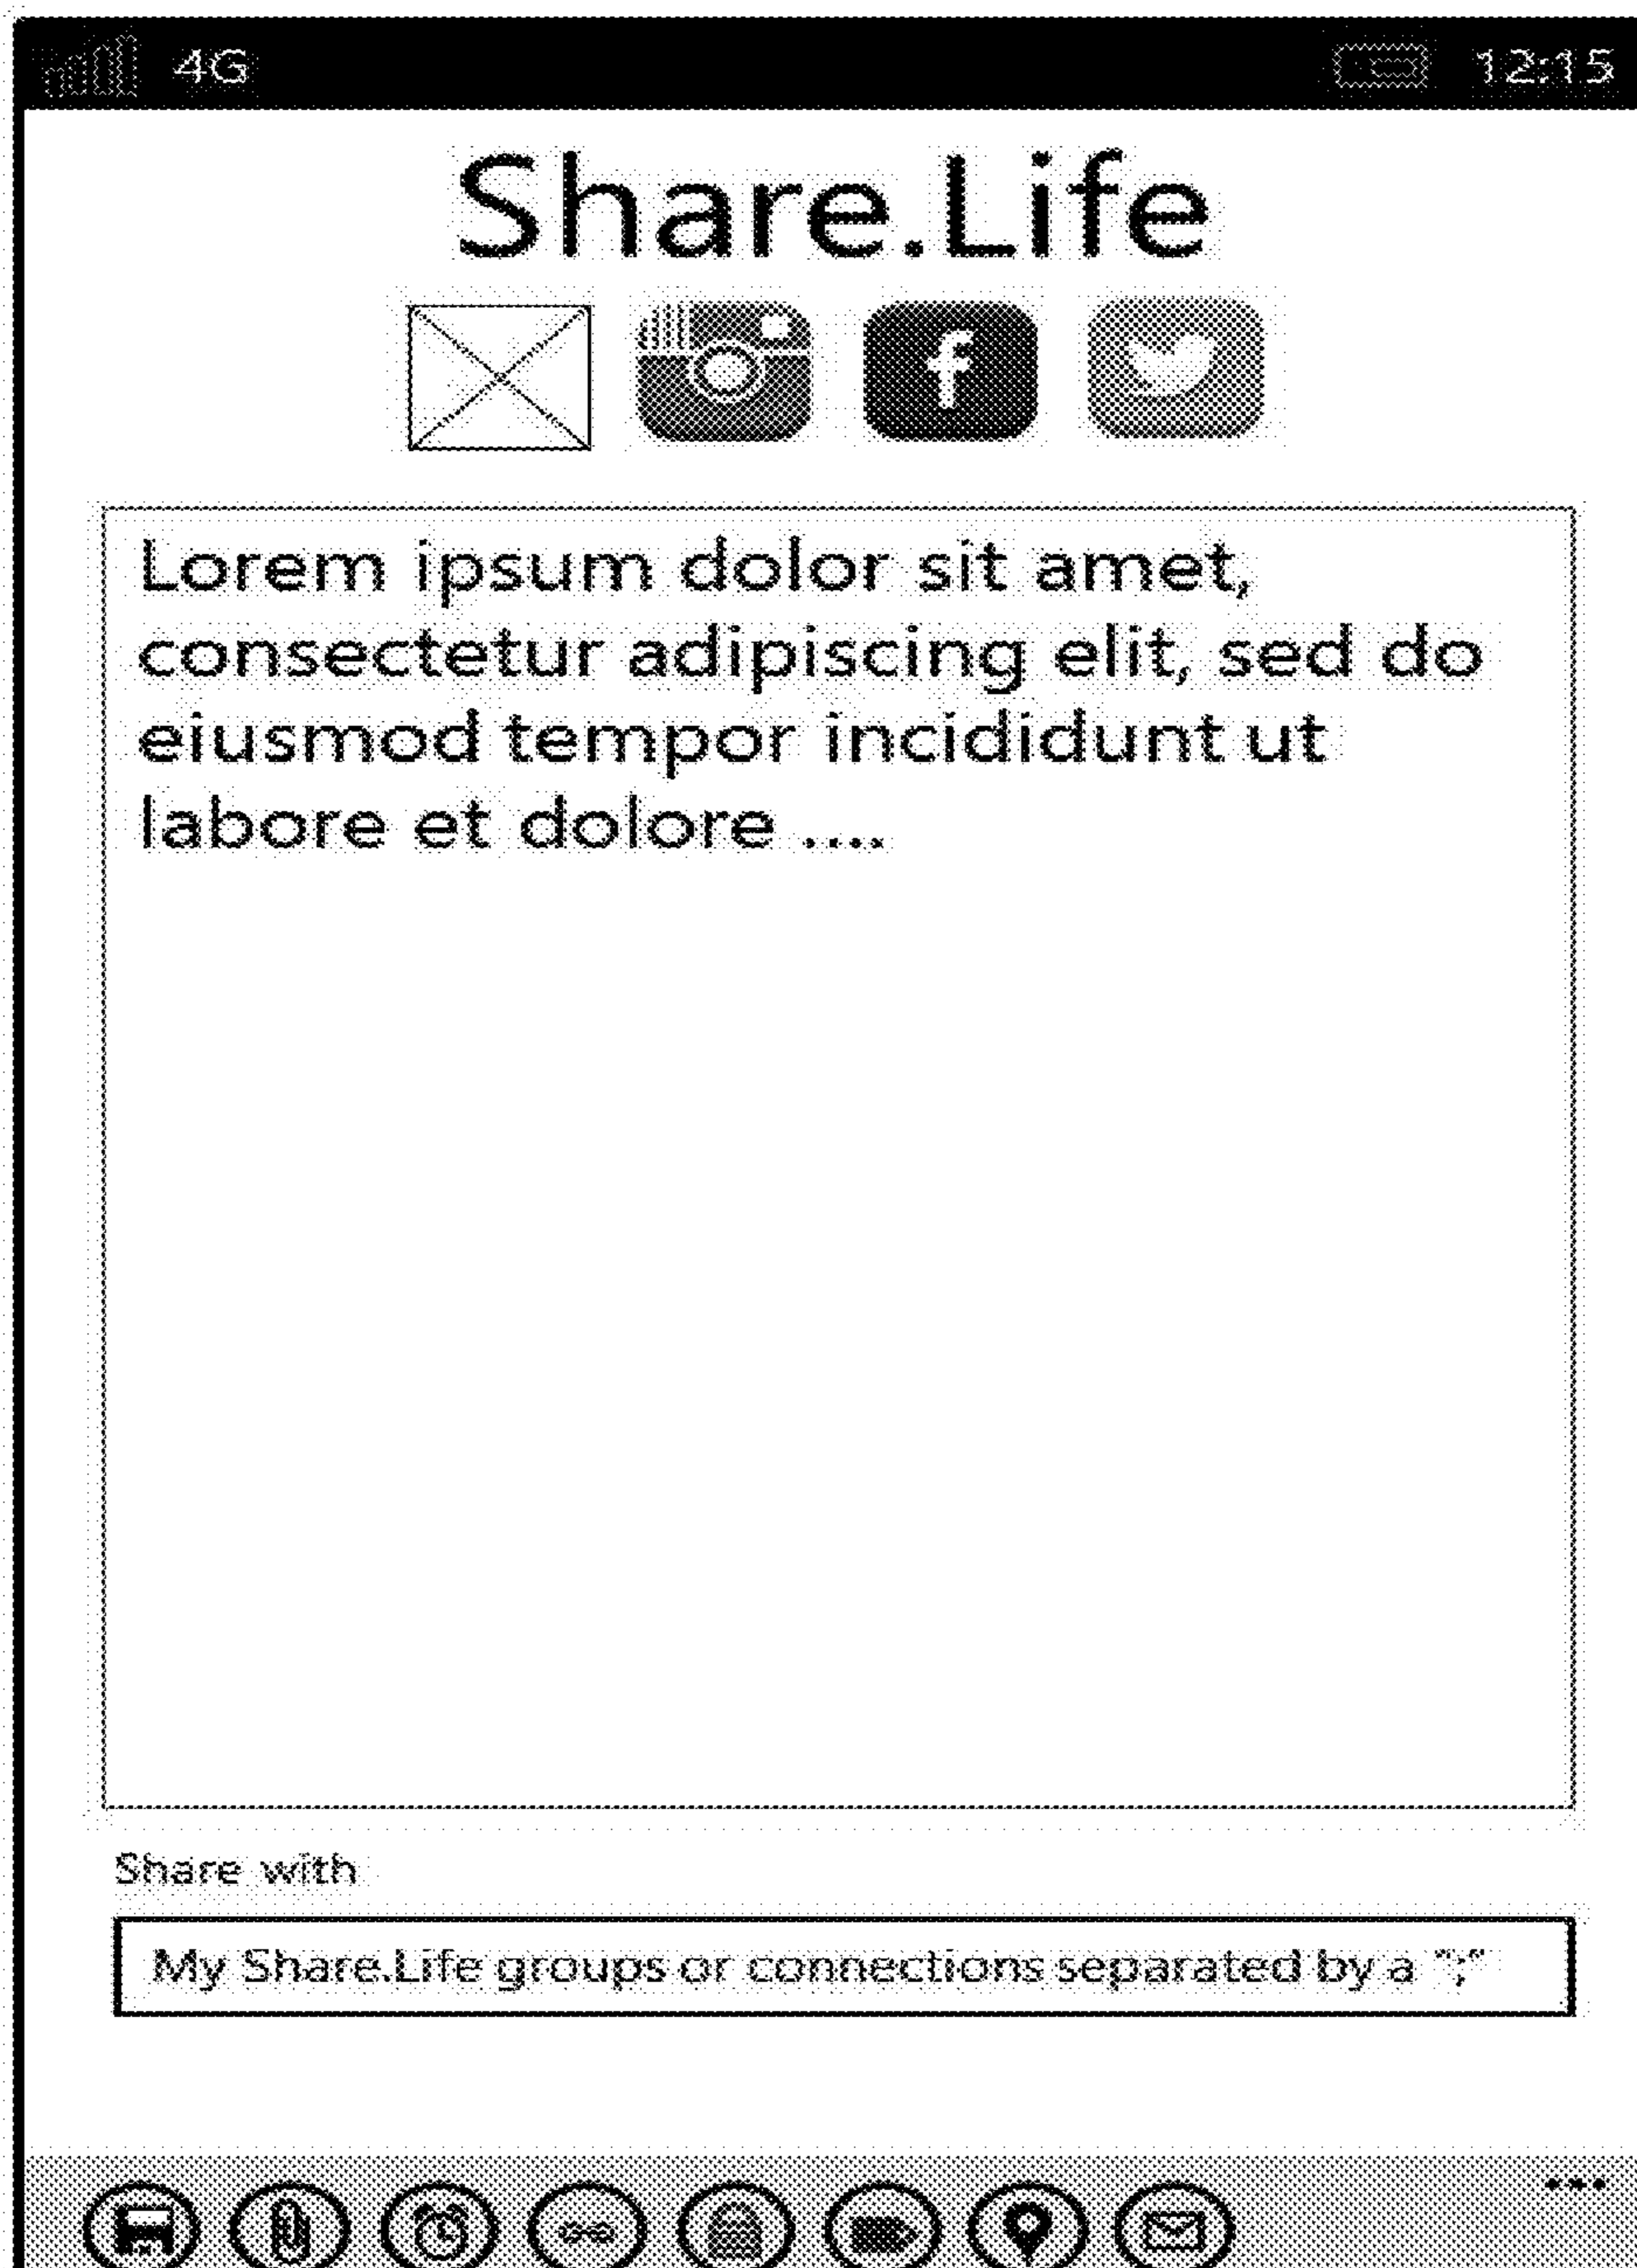 4G 12:15
Share.Life
Lorem ipsum dolor sit amet,
consectetur adipiscing elit, sed do
eiusmod tempor incididunt ut
labore et dolore ....
Share with
My Share.Life groups or connections separated by a “;“
...